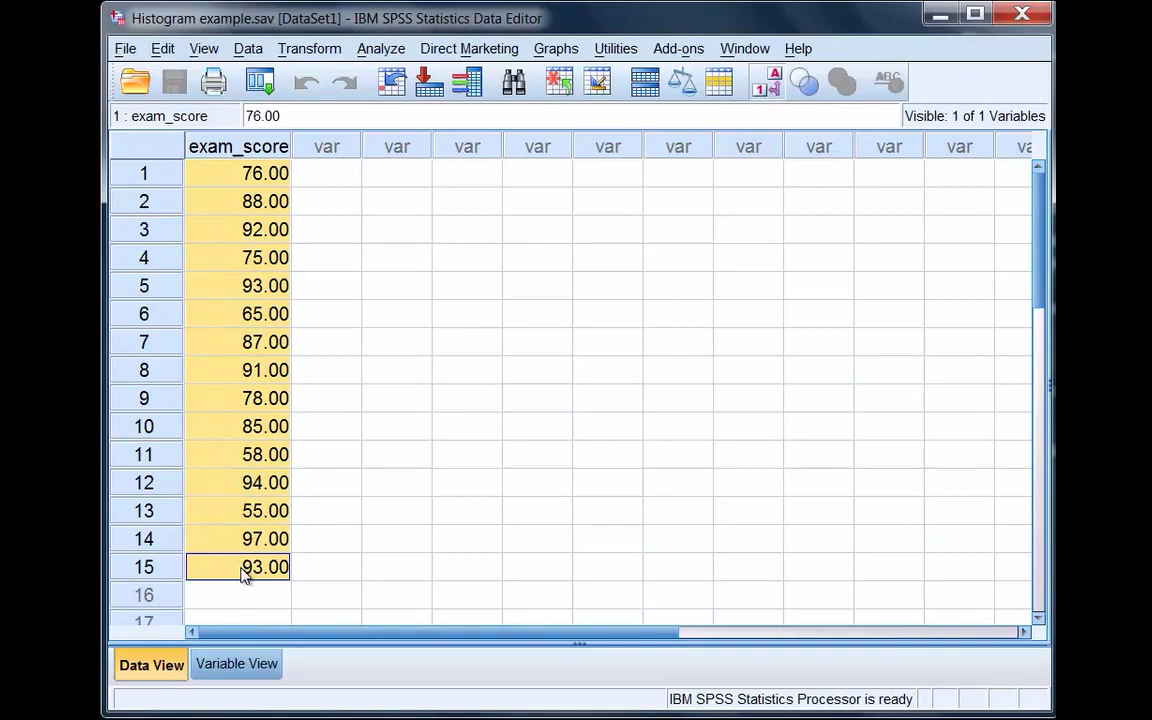 Histogram example.sav [DataSet1] - IBM SPSS Statistics Data Editor
File Edit View Data Transform Analyze Direct Marketing Graphs Utilities Add-ons Window Help
A
1
ABC
1 : exam_score 76.00 Visible: 1 of 1 Variables
exam_score var var var var var var var var var var va
1 76.00
2 88.00
3 92.00
4 75.00
5 93.00
6 65.00
7 87.00
8 91.00
9 78.00
10 85.00
11 58.00
12 94.00
13 55.00
14 97.00
15 93.00
16
17
Data View Variable View
IBM SPSS Statistics Processor is ready